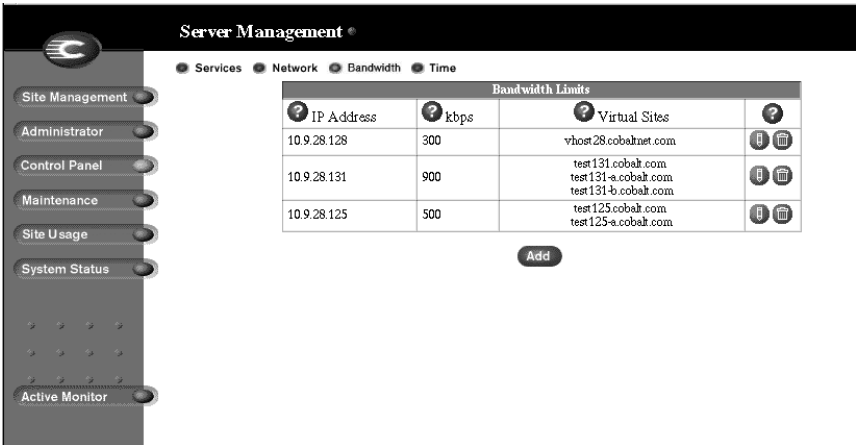 Server Management
Services Network Bandwidth Time
Site Management
Administrator
Control Panel
Maintenance
Site Usage
System Status
Active Monitor
Bandwidth Limits
? IP Address ? kbps ? Virtual Sites ?
10.9.28.128 300 vhost28.cobaltnet.com
10.9.28.131 900 test131.cobalt.com
test131-a.cobalt.com
test131-b.cobalt.com
10.9.28.125 500 test125.cobalt.com
test125-a.cobalt.com
Add